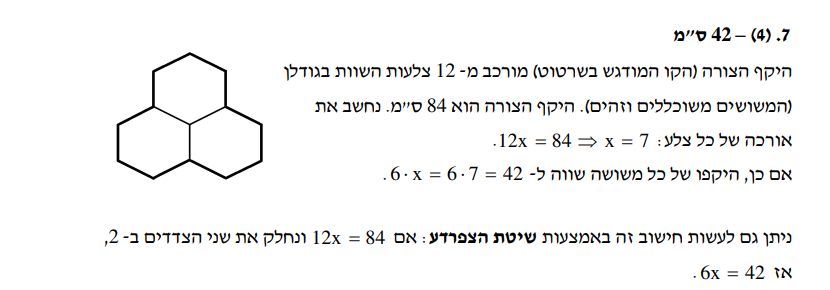 7. (4) – 42 ס״מ
היקף הצורה (הקו המודגש בשרטוט) מורכב מ- 12 צלעות השוות בגודלן
(המשושים משוכללים וזהים). היקף הצורה הוא 84 ס״מ. נחשב את
אורכה של כל צלע: 12x = 84 ⇒ x = 7.
אם כן, היקפו של כל משושה שווה ל- 6 · x = 6 · 7 = 42.
ניתן גם לעשות חישוב זה באמצעות שיטת הצפרדע: אם 12x = 84 ונחלק את שני הצדדים ב- 2,
אז 6x = 42.